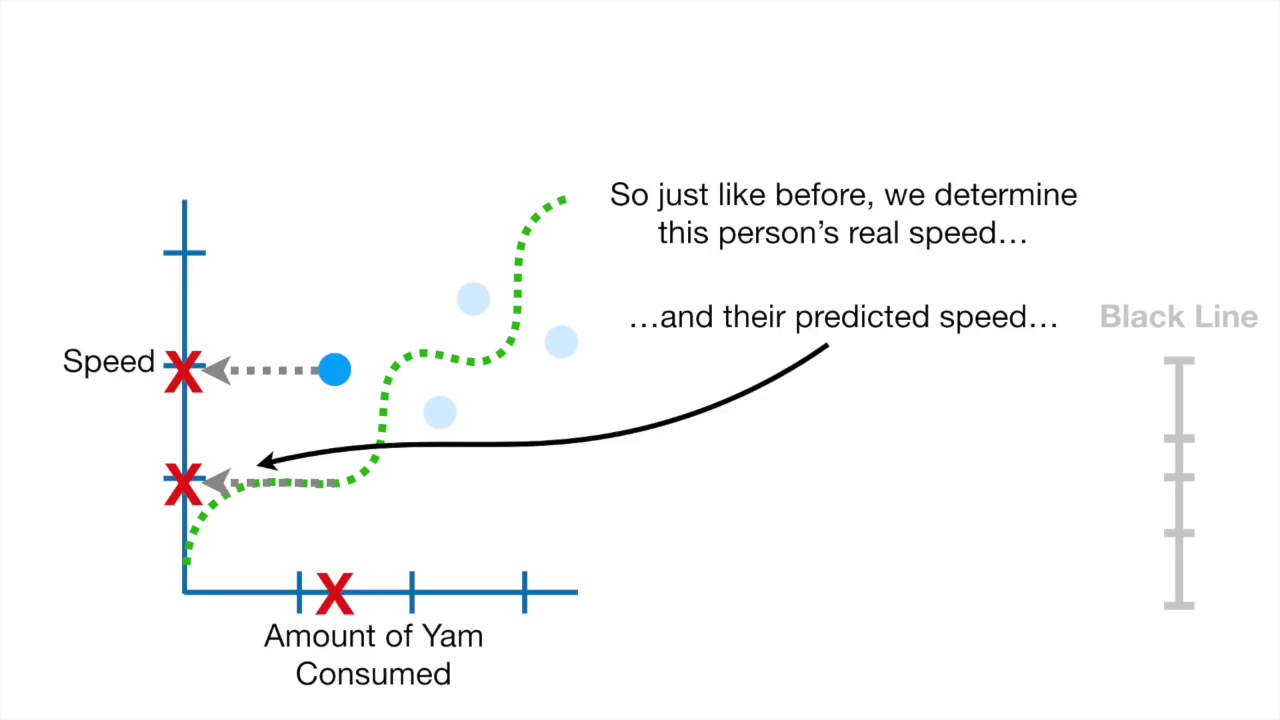 So just like before, we determine
this person's real speed…
…and their predicted speed…
Black Line
Speed
X
X
X
Amount of Yam
Consumed